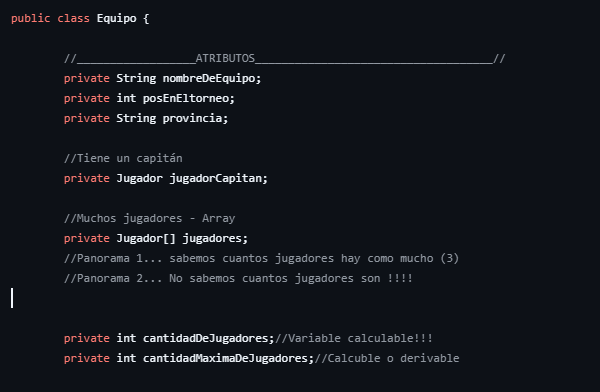 public class Equipo {
//__________________ATRIBUTOS____________________________________//
private String nombreDeEquipo;
private int posEnEltorneo;
private String provincia;
//Tiene un capitán
private Jugador jugadorCapitan;
//Muchos jugadores - Array
private Jugador[] jugadores;
//Panorama 1... sabemos cuantos jugadores hay como mucho (3)
//Panorama 2... No sabemos cuantos jugadores son !!!!
private int cantidadDeJugadores;//Variable calculable!!!
private int cantidadMaximaDeJugadores;//Calcuble o derivable